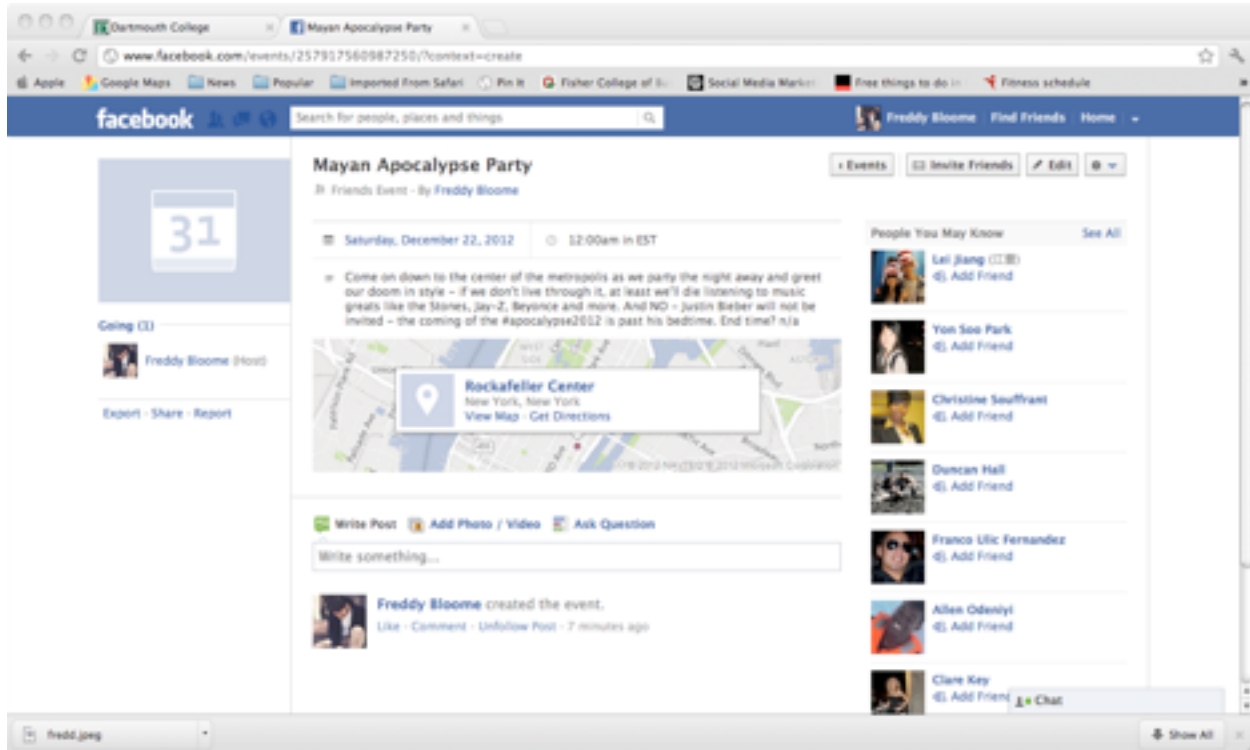 Dartmouth College
Mayan Apocalypse Party
www.facebook.com/events/257917560987250/?context=create
Apple Google Maps News Popular Imported From Safari Pin It Fisher College of Social Media Market Free things to do in Fitness schedule
facebook
Search for people, places and things
Freddy Bloome Find Friends Home
Mayan Apocalypse Party
Friends Event · By Freddy Bloome
‹ Events
Invite Friends
Edit
31
Saturday, December 22, 2012
12:00am in EST
Come on down to the center of the metropolis as we party the night away and greet
our doom in style – if we don't live through it, at least we'll die listening to music
greats like the Stones, Jay-Z, Beyonce and more. And NO – Justin Bieber will not be
invited – the coming of the #apocalypse2012 is past his bedtime. End time? n/a
Going (1)
Freddy Bloome (Host)
Export · Share · Report
Rockafeller Center
New York, New York
View Map · Get Directions
Write Post Add Photo / Video Ask Question
Write something...
Freddy Bloome created the event.
Like · Comment · Unfollow Post · 7 minutes ago
People You May Know See All
Lei Jiang
Add Friend
Yon Soo Park
Add Friend
Christine Souffrant
Add Friend
Duncan Hall
Add Friend
Franco Ulic Fernandez
Add Friend
Allen Odeniyi
Add Friend
Clare Key
Add Friend
Chat
fredd.jpeg
Show All